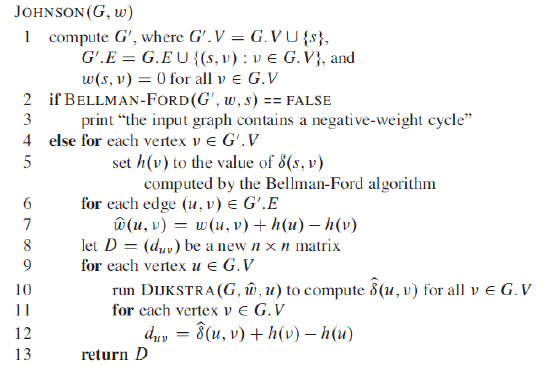 JOHNSON(G, w)
1 compute G′, where G′.V = G.V ∪ {s},
G′.E = G.E ∪ {(s, v) : v ∈ G.V}, and
w(s, v) = 0 for all v ∈ G.V
2 if BELLMAN-FORD(G′, w, s) == FALSE
3 print “the input graph contains a negative-weight cycle”
4 else for each vertex v ∈ G′.V
5 set h(v) to the value of δ(s, v)
computed by the Bellman-Ford algorithm
6 for each edge (u, v) ∈ G′.E
7 ŵ(u, v) = w(u, v) + h(u) − h(v)
8 let D = (dᵤᵥ) be a new n × n matrix
9 for each vertex u ∈ G.V
10 run DIJKSTRA(G, ŵ, u) to compute δ̂(u, v) for all v ∈ G.V
11 for each vertex v ∈ G.V
12 dᵤᵥ = δ̂(u, v) + h(v) − h(u)
13 return D